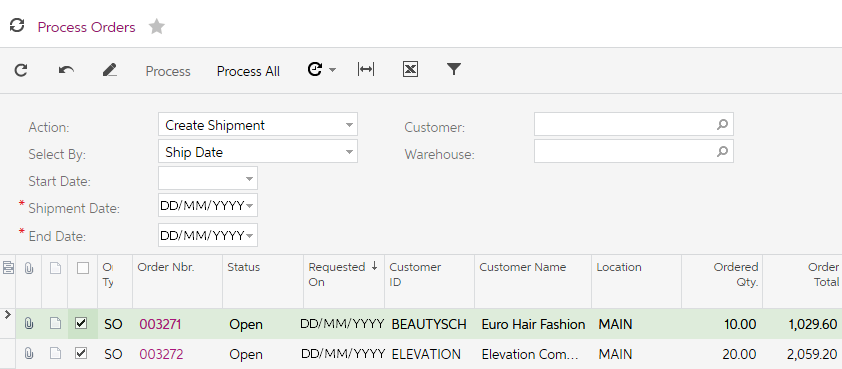 Process Orders
Process Process All
Action: Create Shipment Customer:
Select By: Ship Date Warehouse:
Start Date:
* Shipment Date: DD/MM/YYYY
* End Date: DD/MM/YYYY
Or Order Nbr. Status Requested Customer Customer Name Location Ordered Order
Ty On ID Qty. Total
SO 003271 Open DD/MM/YYYY BEAUTYSCH Euro Hair Fashion MAIN 10.00 1,029.60
SO 003272 Open DD/MM/YYYY ELEVATION Elevation Com... MAIN 20.00 2,059.20